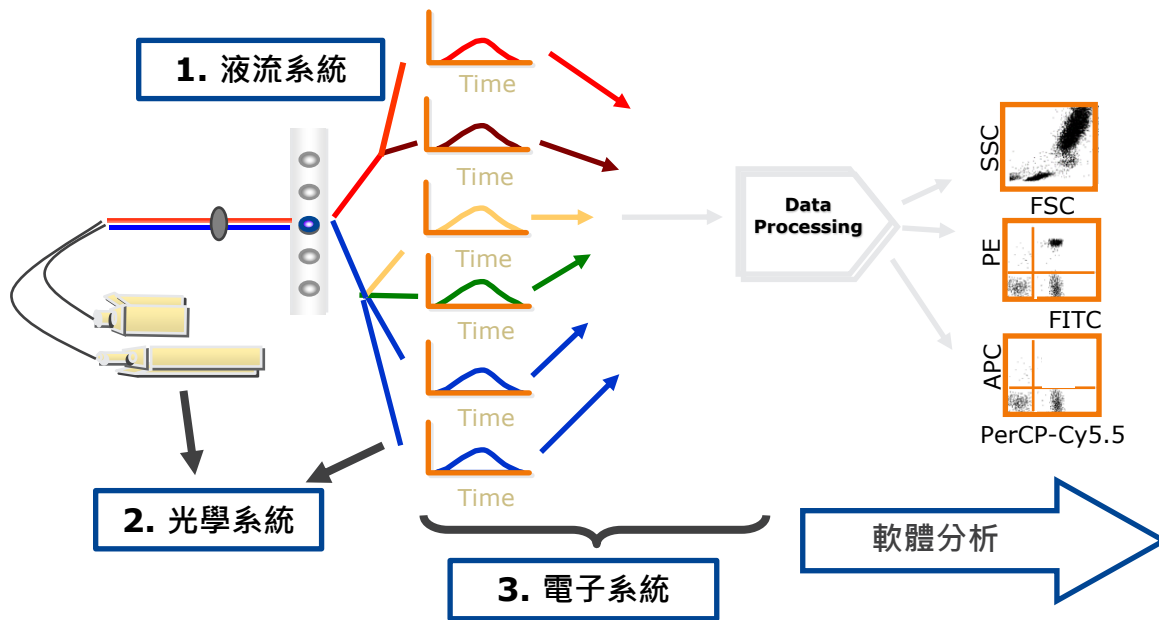 1. 液流系統
Time
Time
Time
Time
Time
Time
2. 光學系統
3. 電子系統
Data
Processing
SSC
FSC
PE
FITC
APC
PerCP-Cy5.5
軟體分析